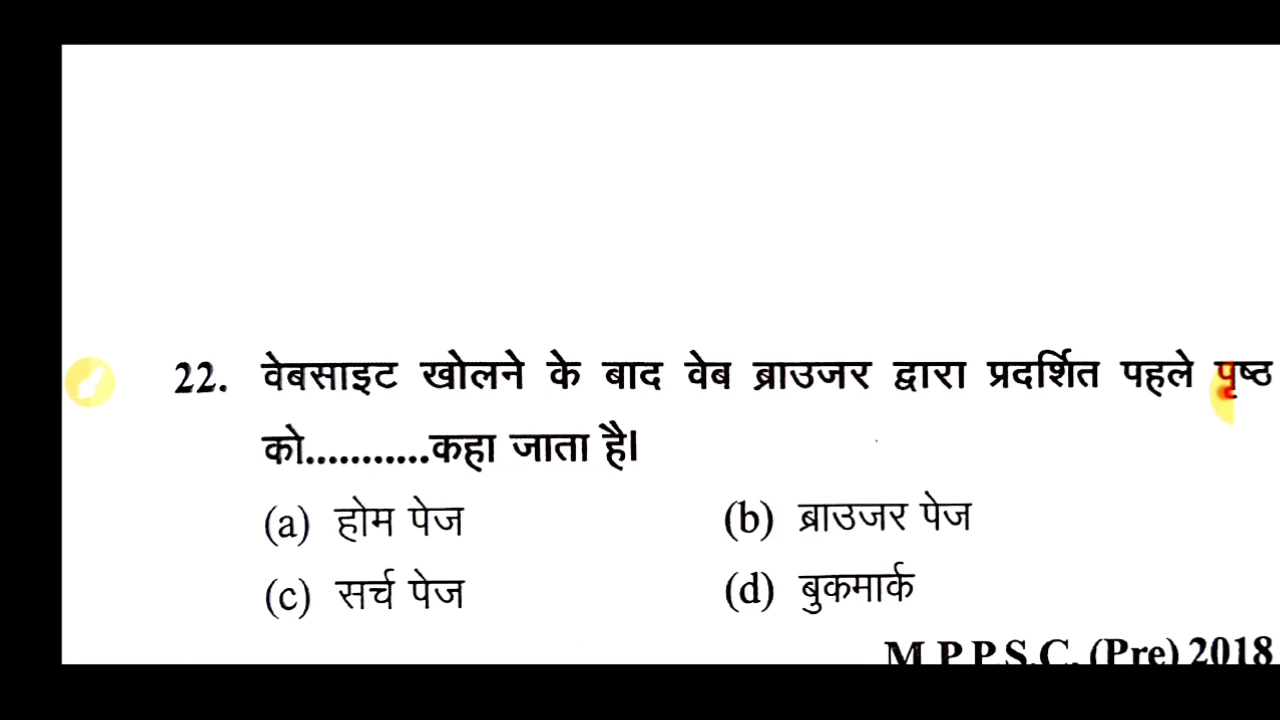 22. वेबसाइट खोलने के बाद वेब ब्राउजर द्वारा प्रदर्शित पहले पृष्ठ
को...........कहा जाता है।
(a) होम पेज (b) ब्राउजर पेज
(c) सर्च पेज (d) बुकमार्क
M.P.P.S.C. (Pre) 2018